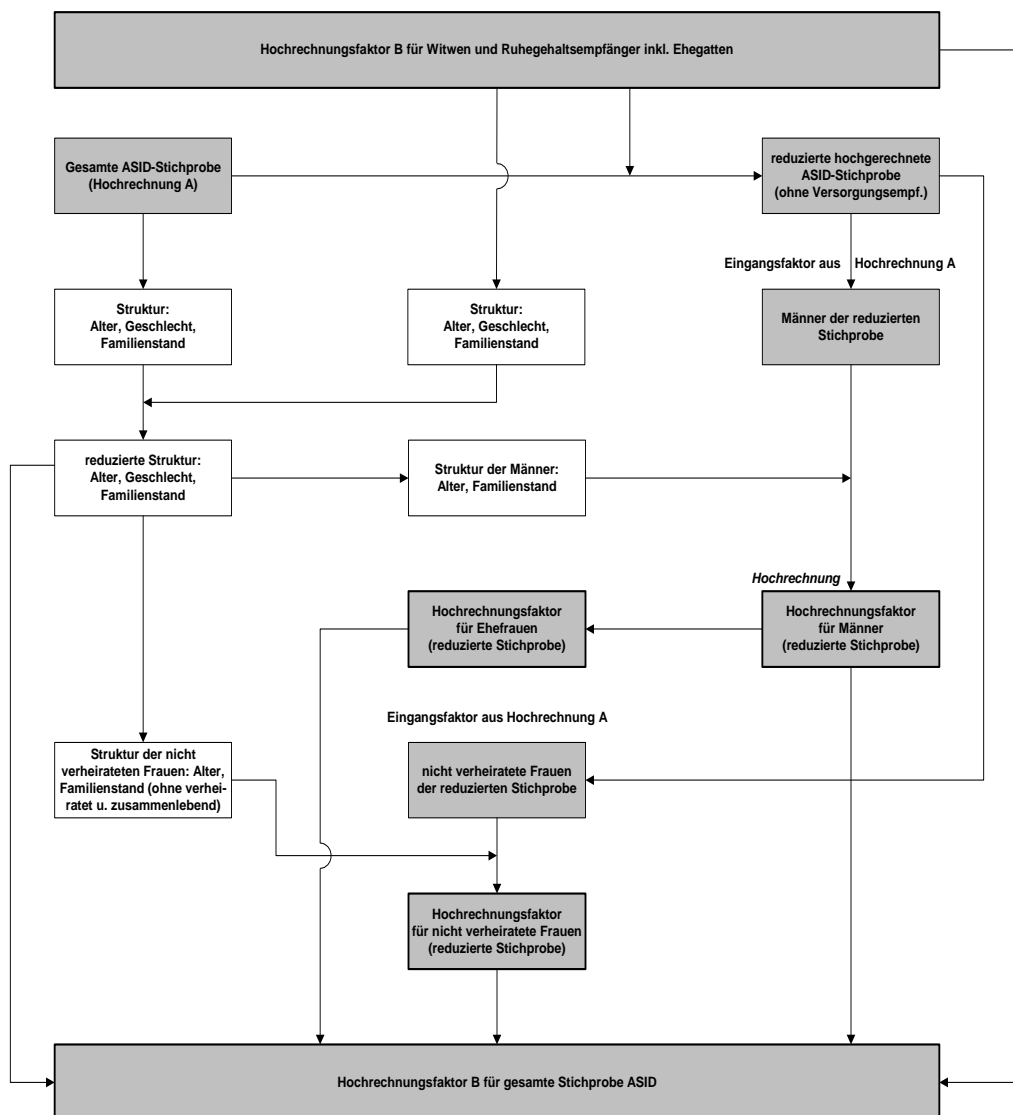 Hochrechnungsfaktor B für Witwen und Ruhegehaltsempfänger inkl. Ehegatten
Gesamte ASID-Stichprobe
(Hochrechnung A)
reduzierte hochgerechnete
ASID-Stichprobe
(ohne Versorgungsempf.)
Eingangsfaktor aus Hochrechnung A
Struktur:
Alter, Geschlecht,
Familienstand
Struktur:
Alter, Geschlecht,
Familienstand
Männer der reduzierten
Stichprobe
reduzierte Struktur:
Alter, Geschlecht,
Familienstand
Struktur der Männer:
Alter, Familienstand
Hochrechnung
Hochrechnungsfaktor
für Ehefrauen
(reduzierte Stichprobe)
Hochrechnungsfaktor
für Männer
(reduzierte Stichprobe)
Eingangsfaktor aus Hochrechnung A
Struktur der nicht
verheirateten Frauen: Alter,
Familienstand (ohne verhei-
ratet u. zusammenlebend)
nicht verheiratete Frauen
der reduzierten Stichprobe
Hochrechnungsfaktor
für nicht verheiratete Frauen
(reduzierte Stichprobe)
Hochrechnungsfaktor B für gesamte Stichprobe ASID